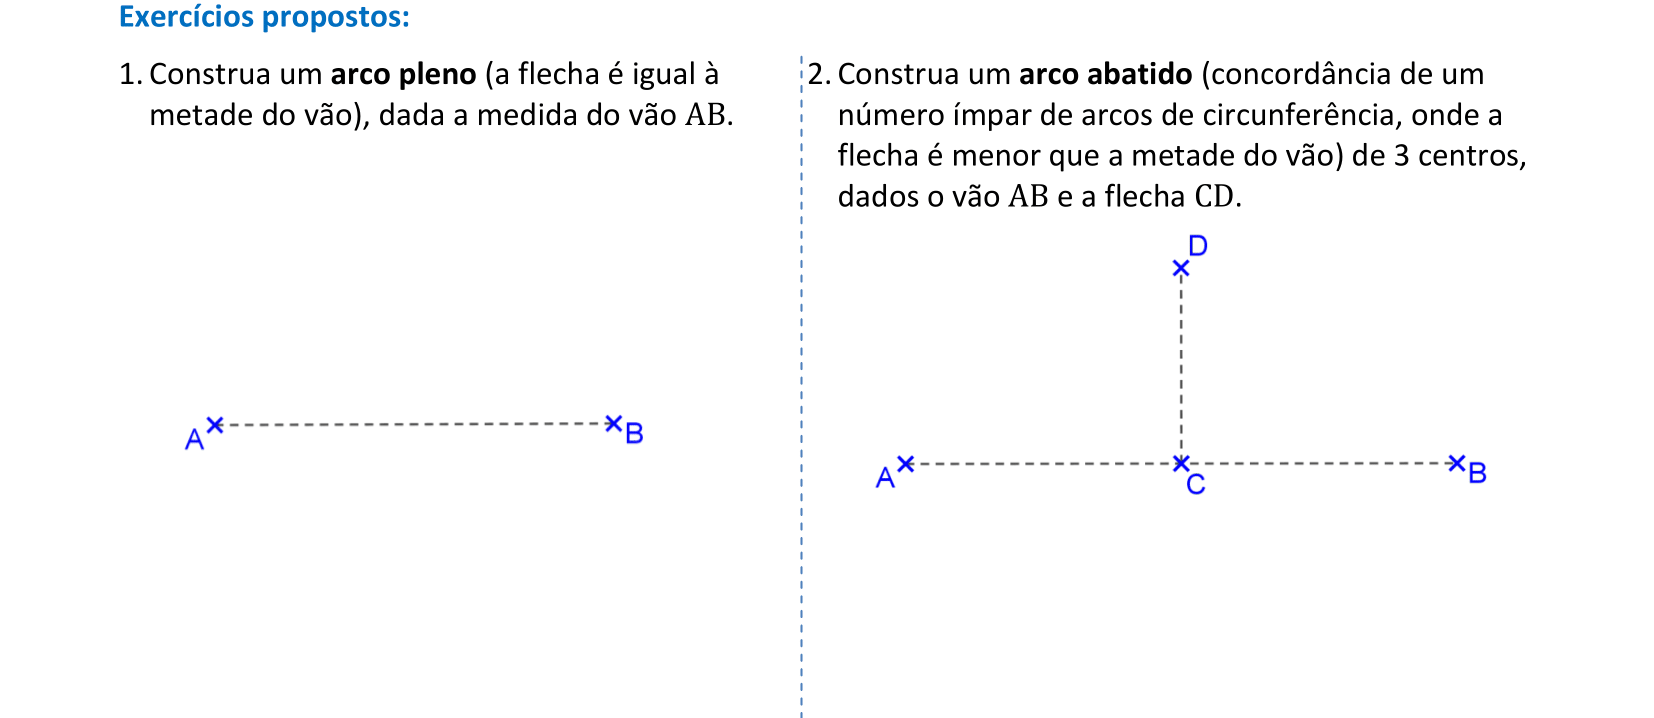 Exercícios propostos:
1. Construa um arco pleno (a flecha é igual à
metade do vão), dada a medida do vão AB.
A
B
2. Construa um arco abatido (concordância de um
número ímpar de arcos de circunferência, onde a
flecha é menor que a metade do vão) de 3 centros,
dados o vão AB e a flecha CD.
D
A
C
B